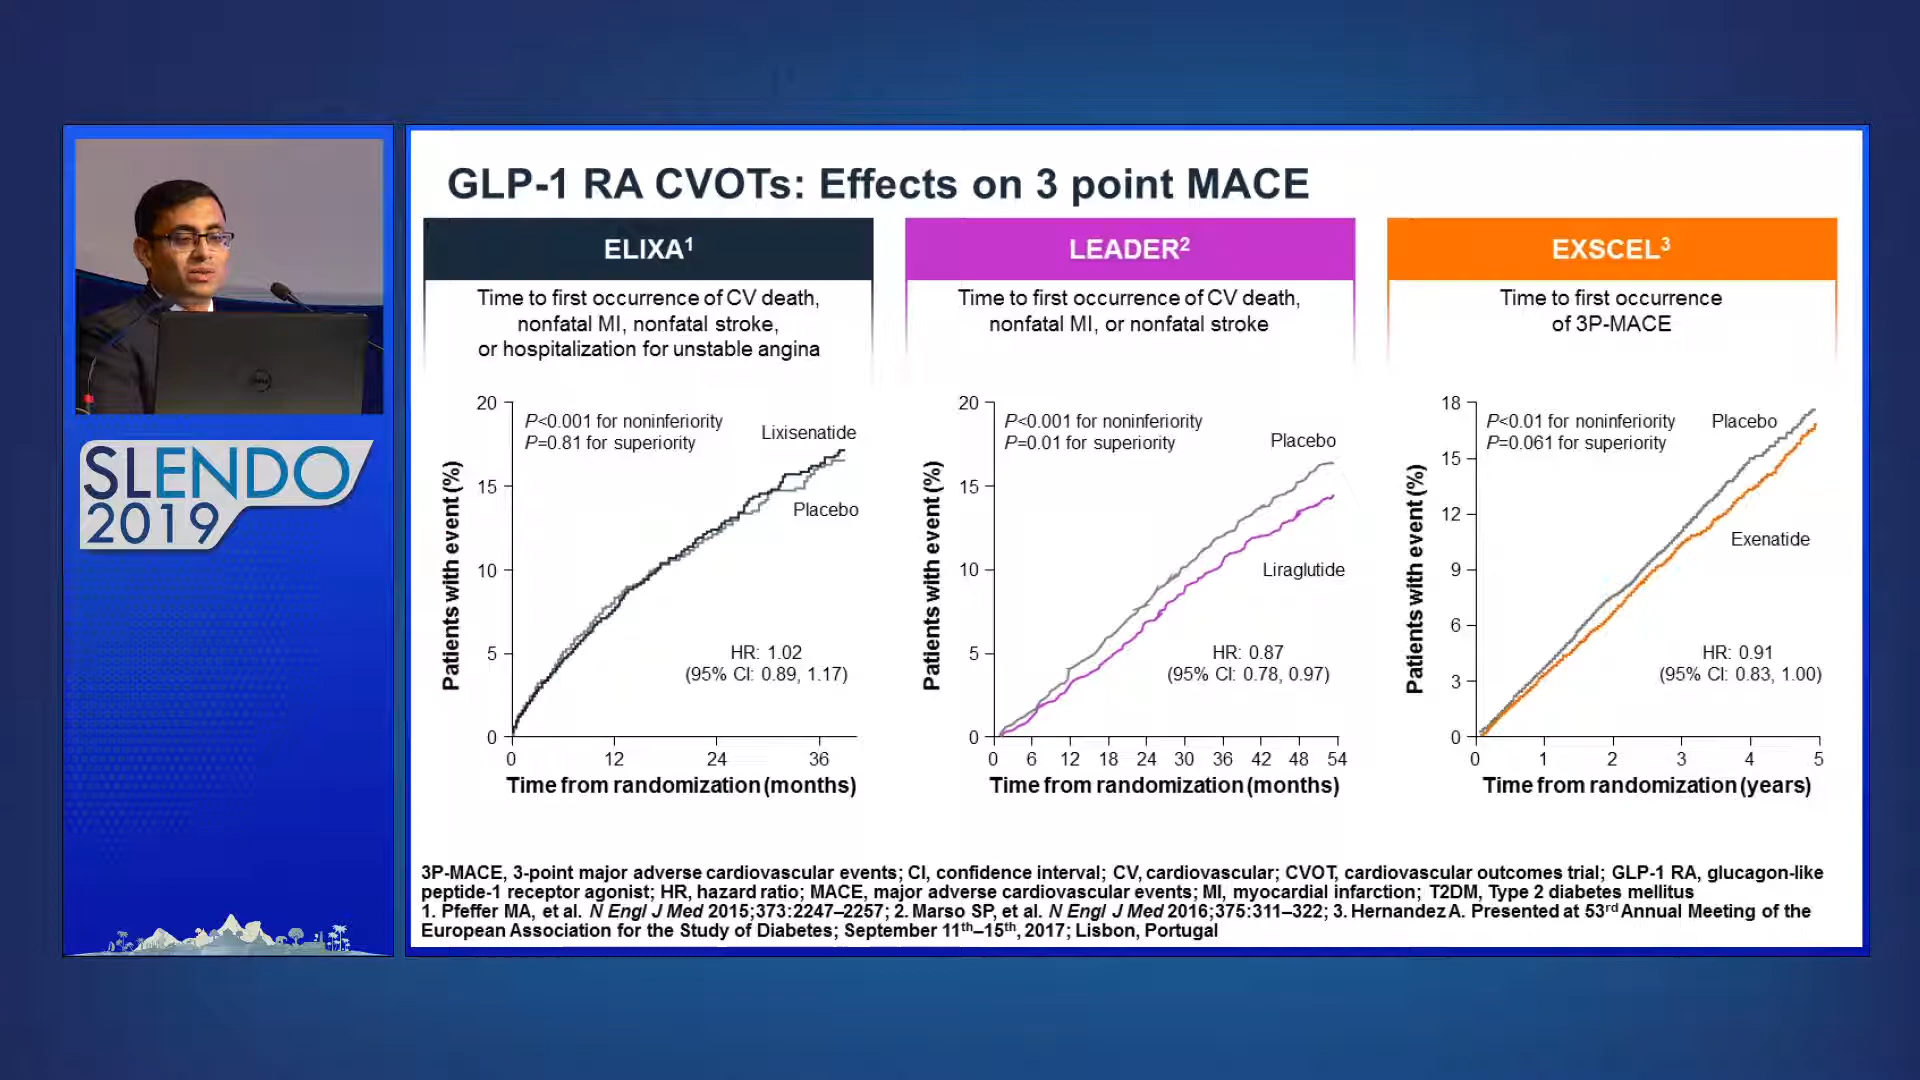 SLENDO
2019
GLP-1 RA CVOTs: Effects on 3 point MACE
ELIXA¹
Time to first occurrence of CV death,
nonfatal MI, nonfatal stroke,
or hospitalization for unstable angina
20
15
10
5
0
P<0.001 for noninferiority
P=0.81 for superiority
Lixisenatide
Placebo
HR: 1.02
(95% CI: 0.89, 1.17)
Patients with event (%)
0 12 24 36
Time from randomization (months)
LEADER²
Time to first occurrence of CV death,
nonfatal MI, or nonfatal stroke
20
15
10
5
0
P<0.001 for noninferiority
P=0.01 for superiority
Placebo
Liraglutide
HR: 0.87
(95% CI: 0.78, 0.97)
Patients with event (%)
0 6 12 18 24 30 36 42 48 54
Time from randomization (months)
EXSCEL³
Time to first occurrence
of 3P-MACE
18
15
12
9
6
3
0
P<0.01 for noninferiority
P=0.061 for superiority
Placebo
Exenatide
HR: 0.91
(95% CI: 0.83, 1.00)
Patients with event (%)
0 1 2 3 4 5
Time from randomization (years)
3P-MACE, 3-point major adverse cardiovascular events; CI, confidence interval; CV, cardiovascular; CVOT, cardiovascular outcomes trial; GLP-1 RA, glucagon-like
peptide-1 receptor agonist; HR, hazard ratio; MACE, major adverse cardiovascular events; MI, myocardial infarction; T2DM, Type 2 diabetes mellitus
1. Pfeffer MA, et al. N Engl J Med 2015;373:2247–2257; 2. Marso SP, et al. N Engl J Med 2016;375:311–322; 3. Hernandez A. Presented at 53rd Annual Meeting of the
European Association for the Study of Diabetes; September 11th–15th, 2017; Lisbon, Portugal